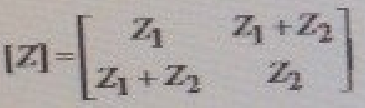 [Z] = [ Z₁ Z₁ + Z₂
Z₁ + Z₂ Z₂ ]